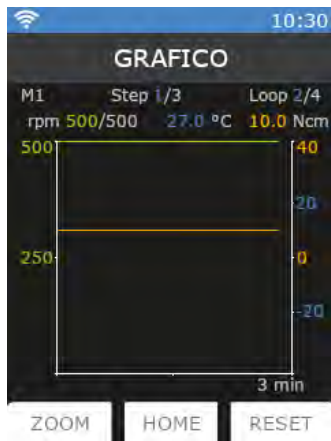 10:30
GRAFICO
M1 Step 1/3 Loop 2/4
rpm 500/500 27.0 °C 10.0 Ncm
500 40
20
250 0
-20
3 min
ZOOM HOME RESET